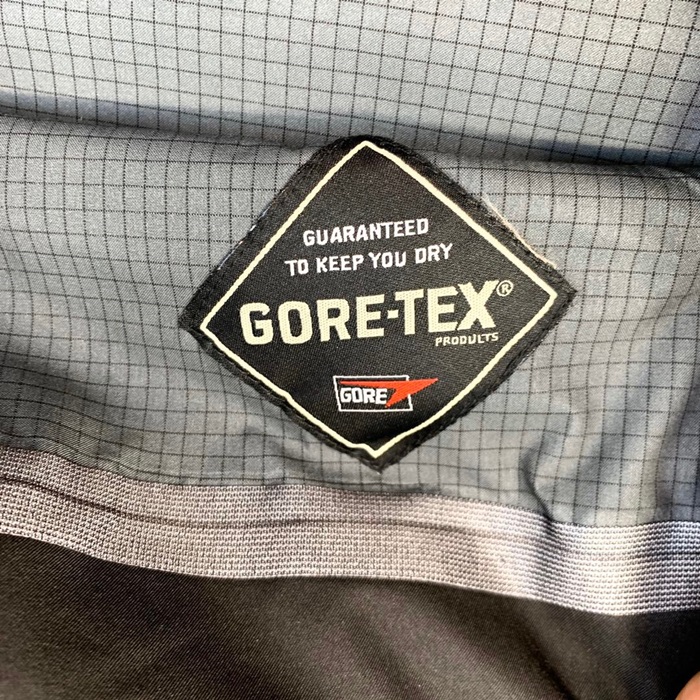 GUARANTEED
TO KEEP YOU DRY
GORE-TEX®
PRODUCTS
GORE